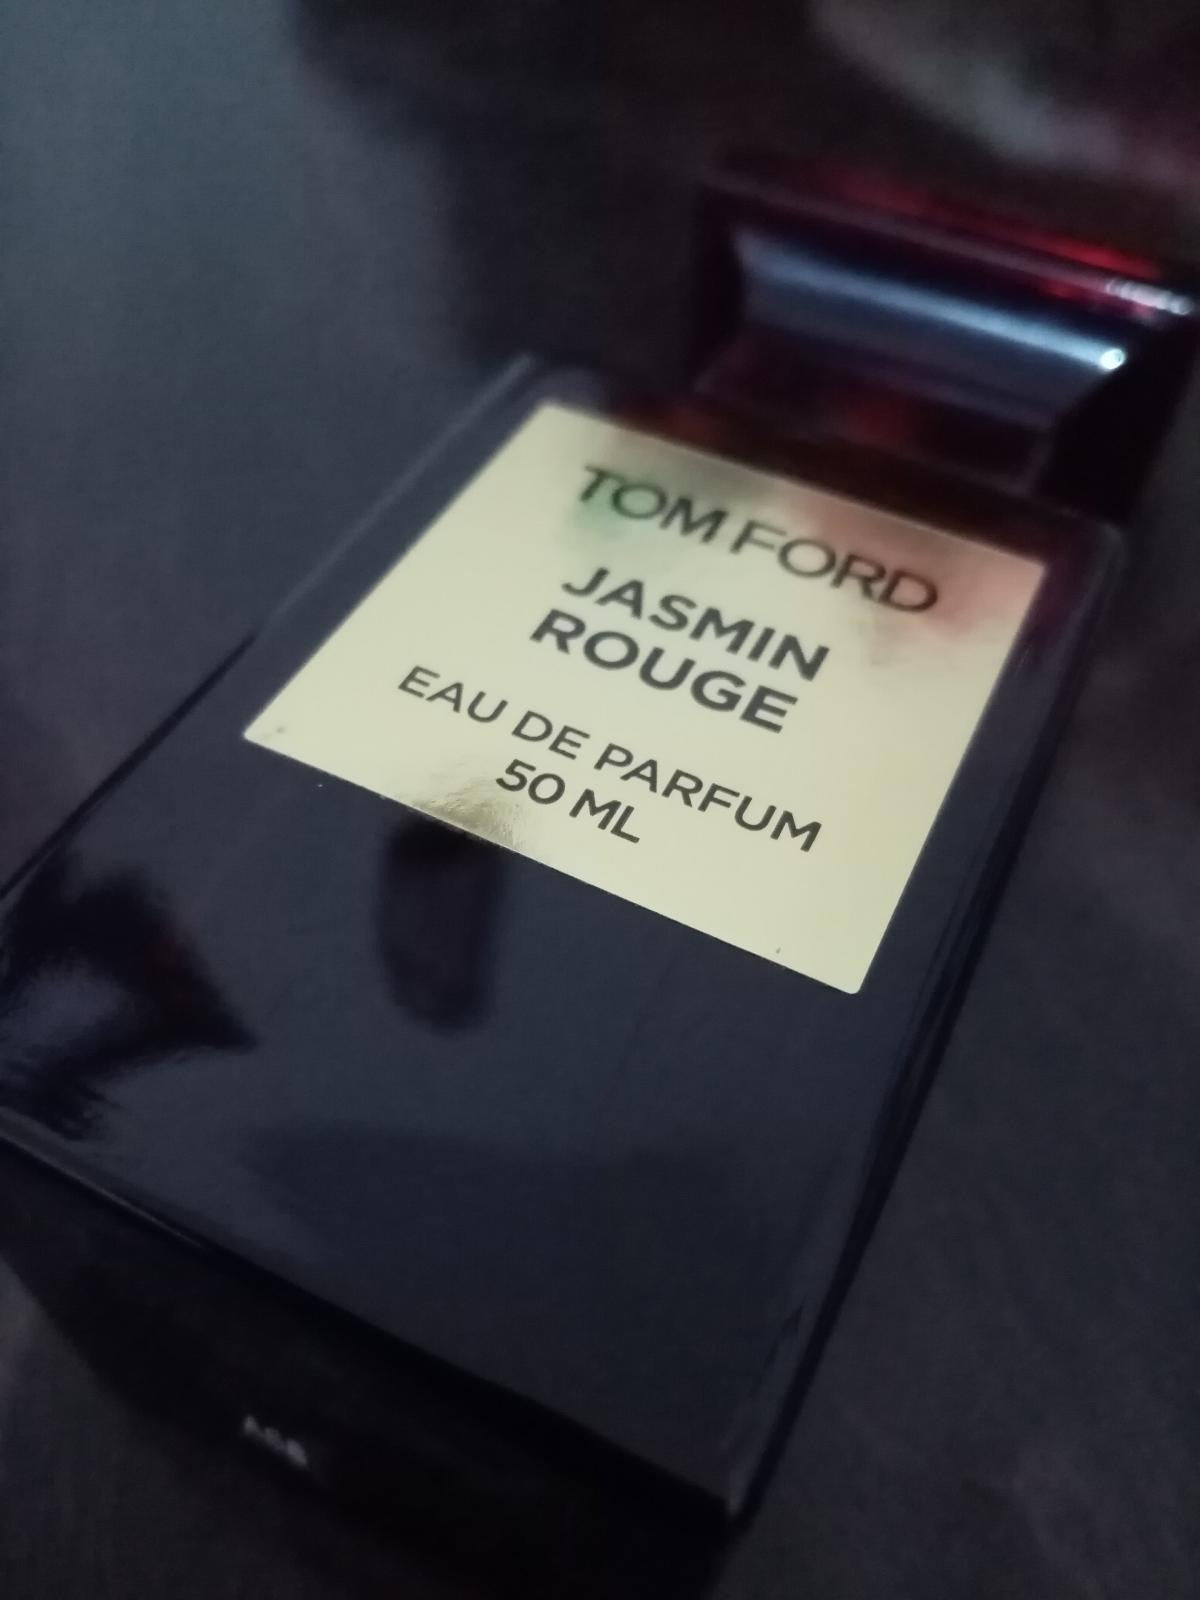 TOM FORD
JASMIN
ROUGE
EAU DE PARFUM
50 ML